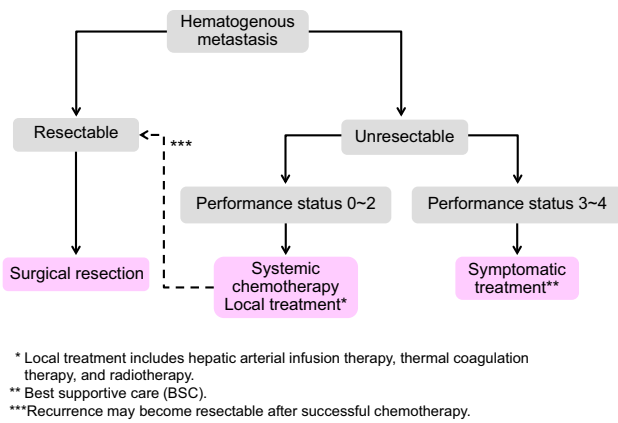 Hematogenous
metastasis
Resectable
***
Unresectable
Performance status 0~2
Performance status 3~4
Surgical resection
Systemic
chemotherapy
Local treatment*
Symptomatic
treatment**
* Local treatment includes hepatic arterial infusion therapy, thermal coagulation
therapy, and radiotherapy.
** Best supportive care (BSC).
***Recurrence may become resectable after successful chemotherapy.